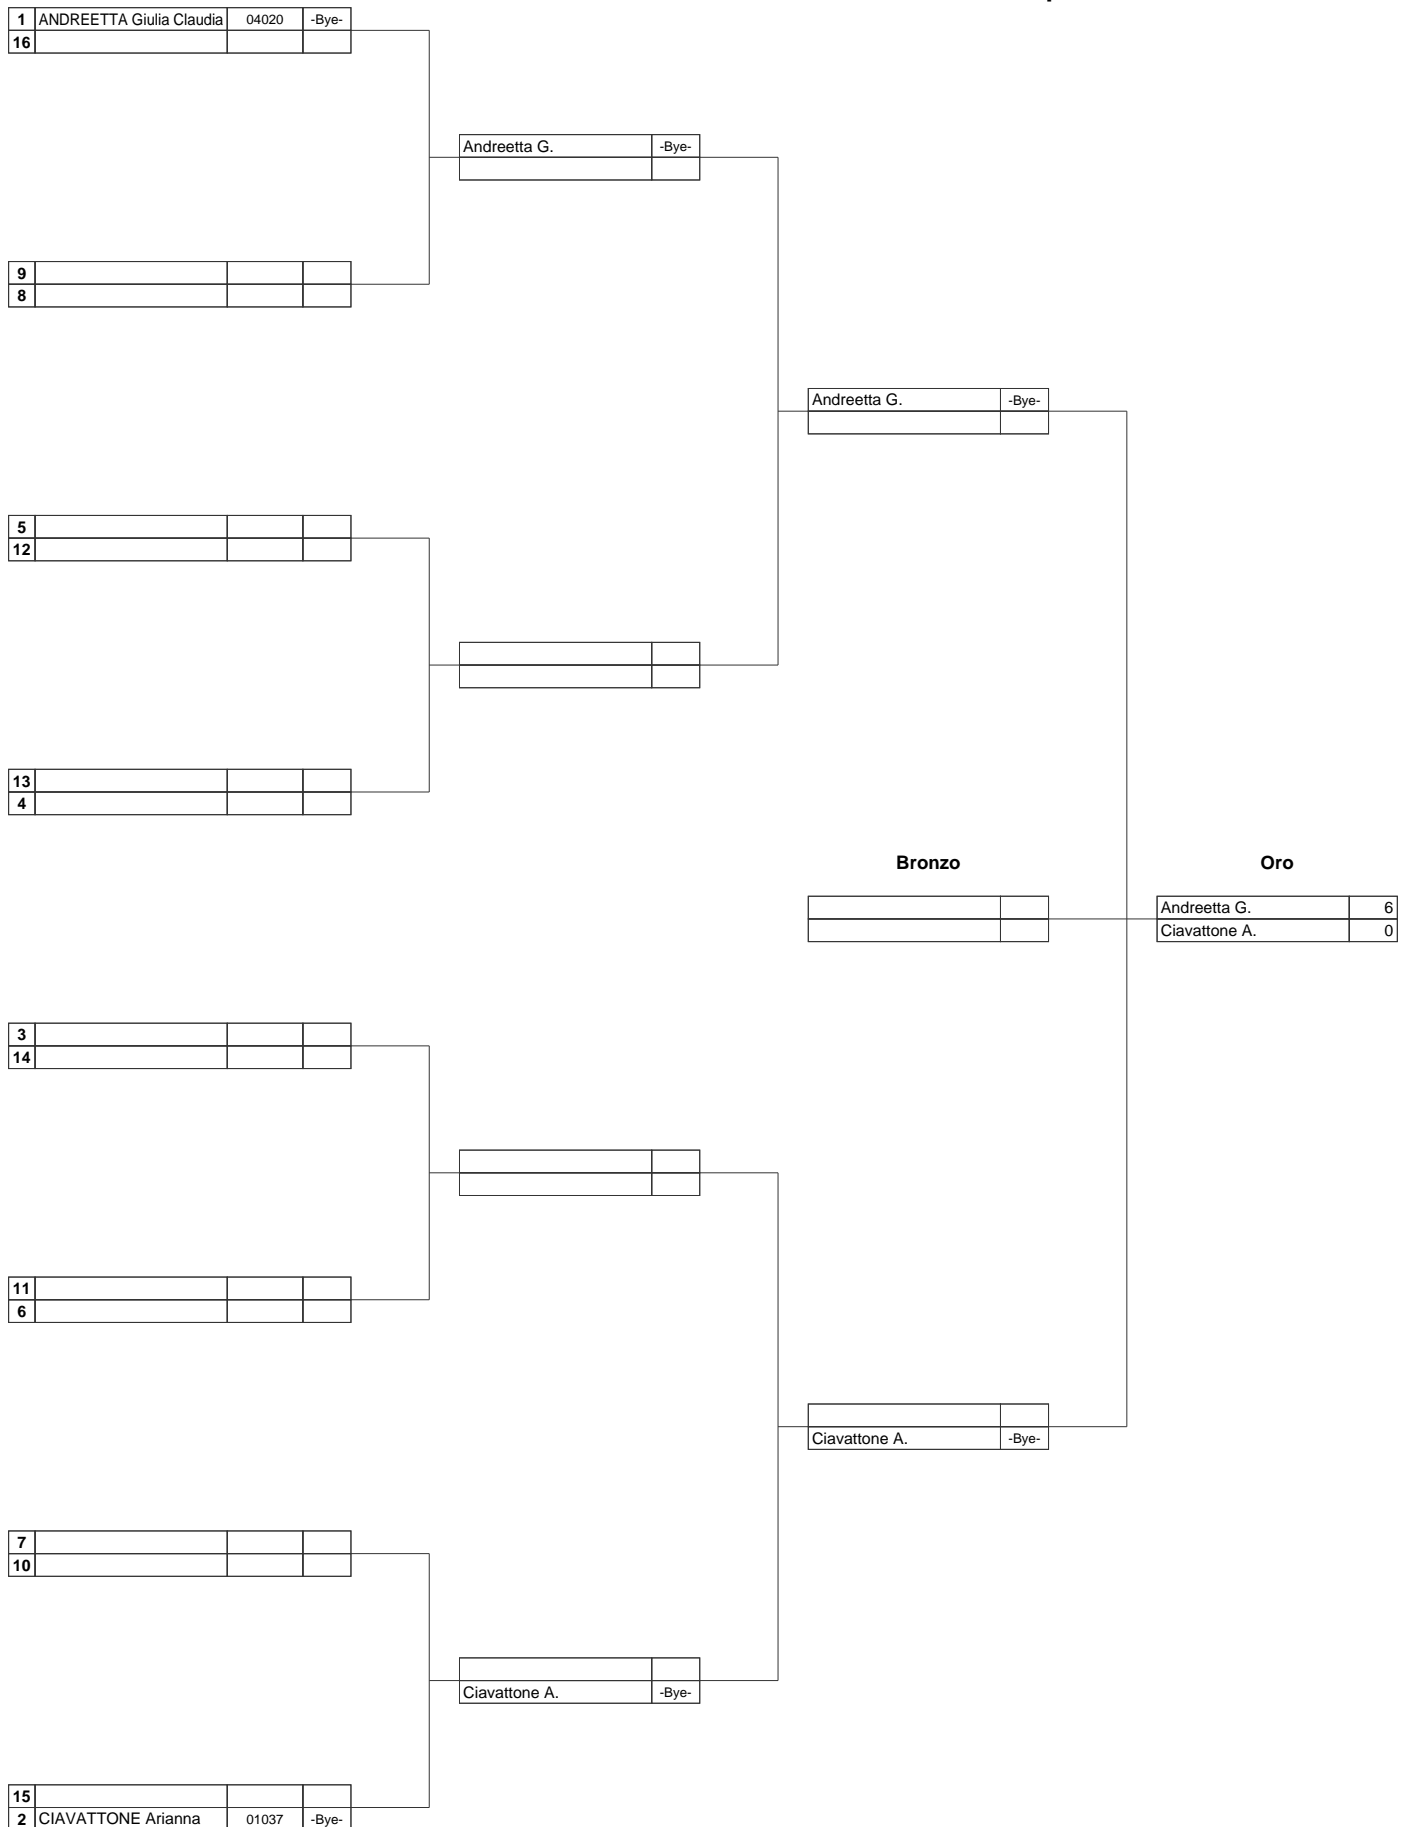 1 ANDREETTA Giulia Claudia 04020 -Bye-
16
Andreetta G. -Bye-
9
8
Andreetta G. -Bye-
5
12
13
4
Bronzo Oro
Andreetta G. 6
Ciavattone A. 0
3
14
11
6
Ciavattone A. -Bye-
7
10
Ciavattone A. -Bye-
15
2 CIAVATTONE Arianna 01037 -Bye-